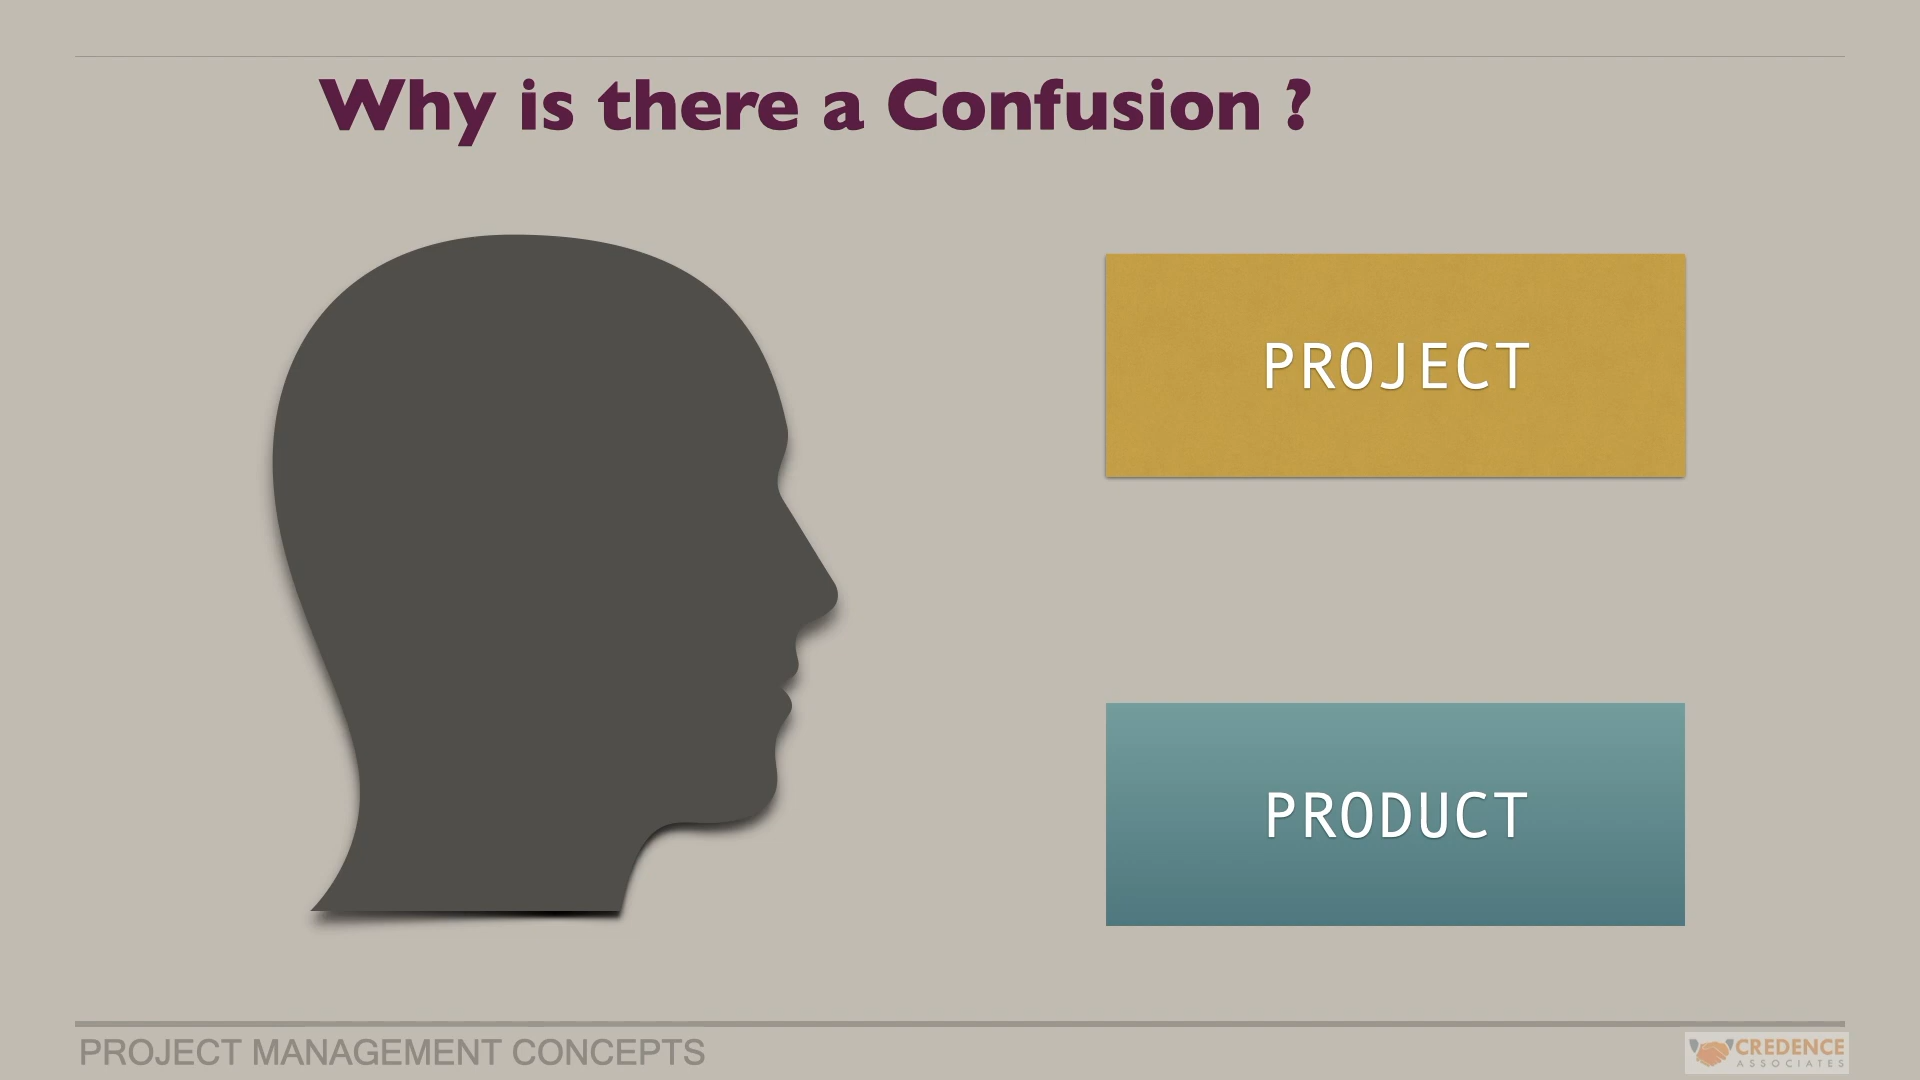 Why is there a Confusion ?
PROJECT
PRODUCT
PROJECT MANAGEMENT CONCEPTS
CREDENCE
ASSOCIATES